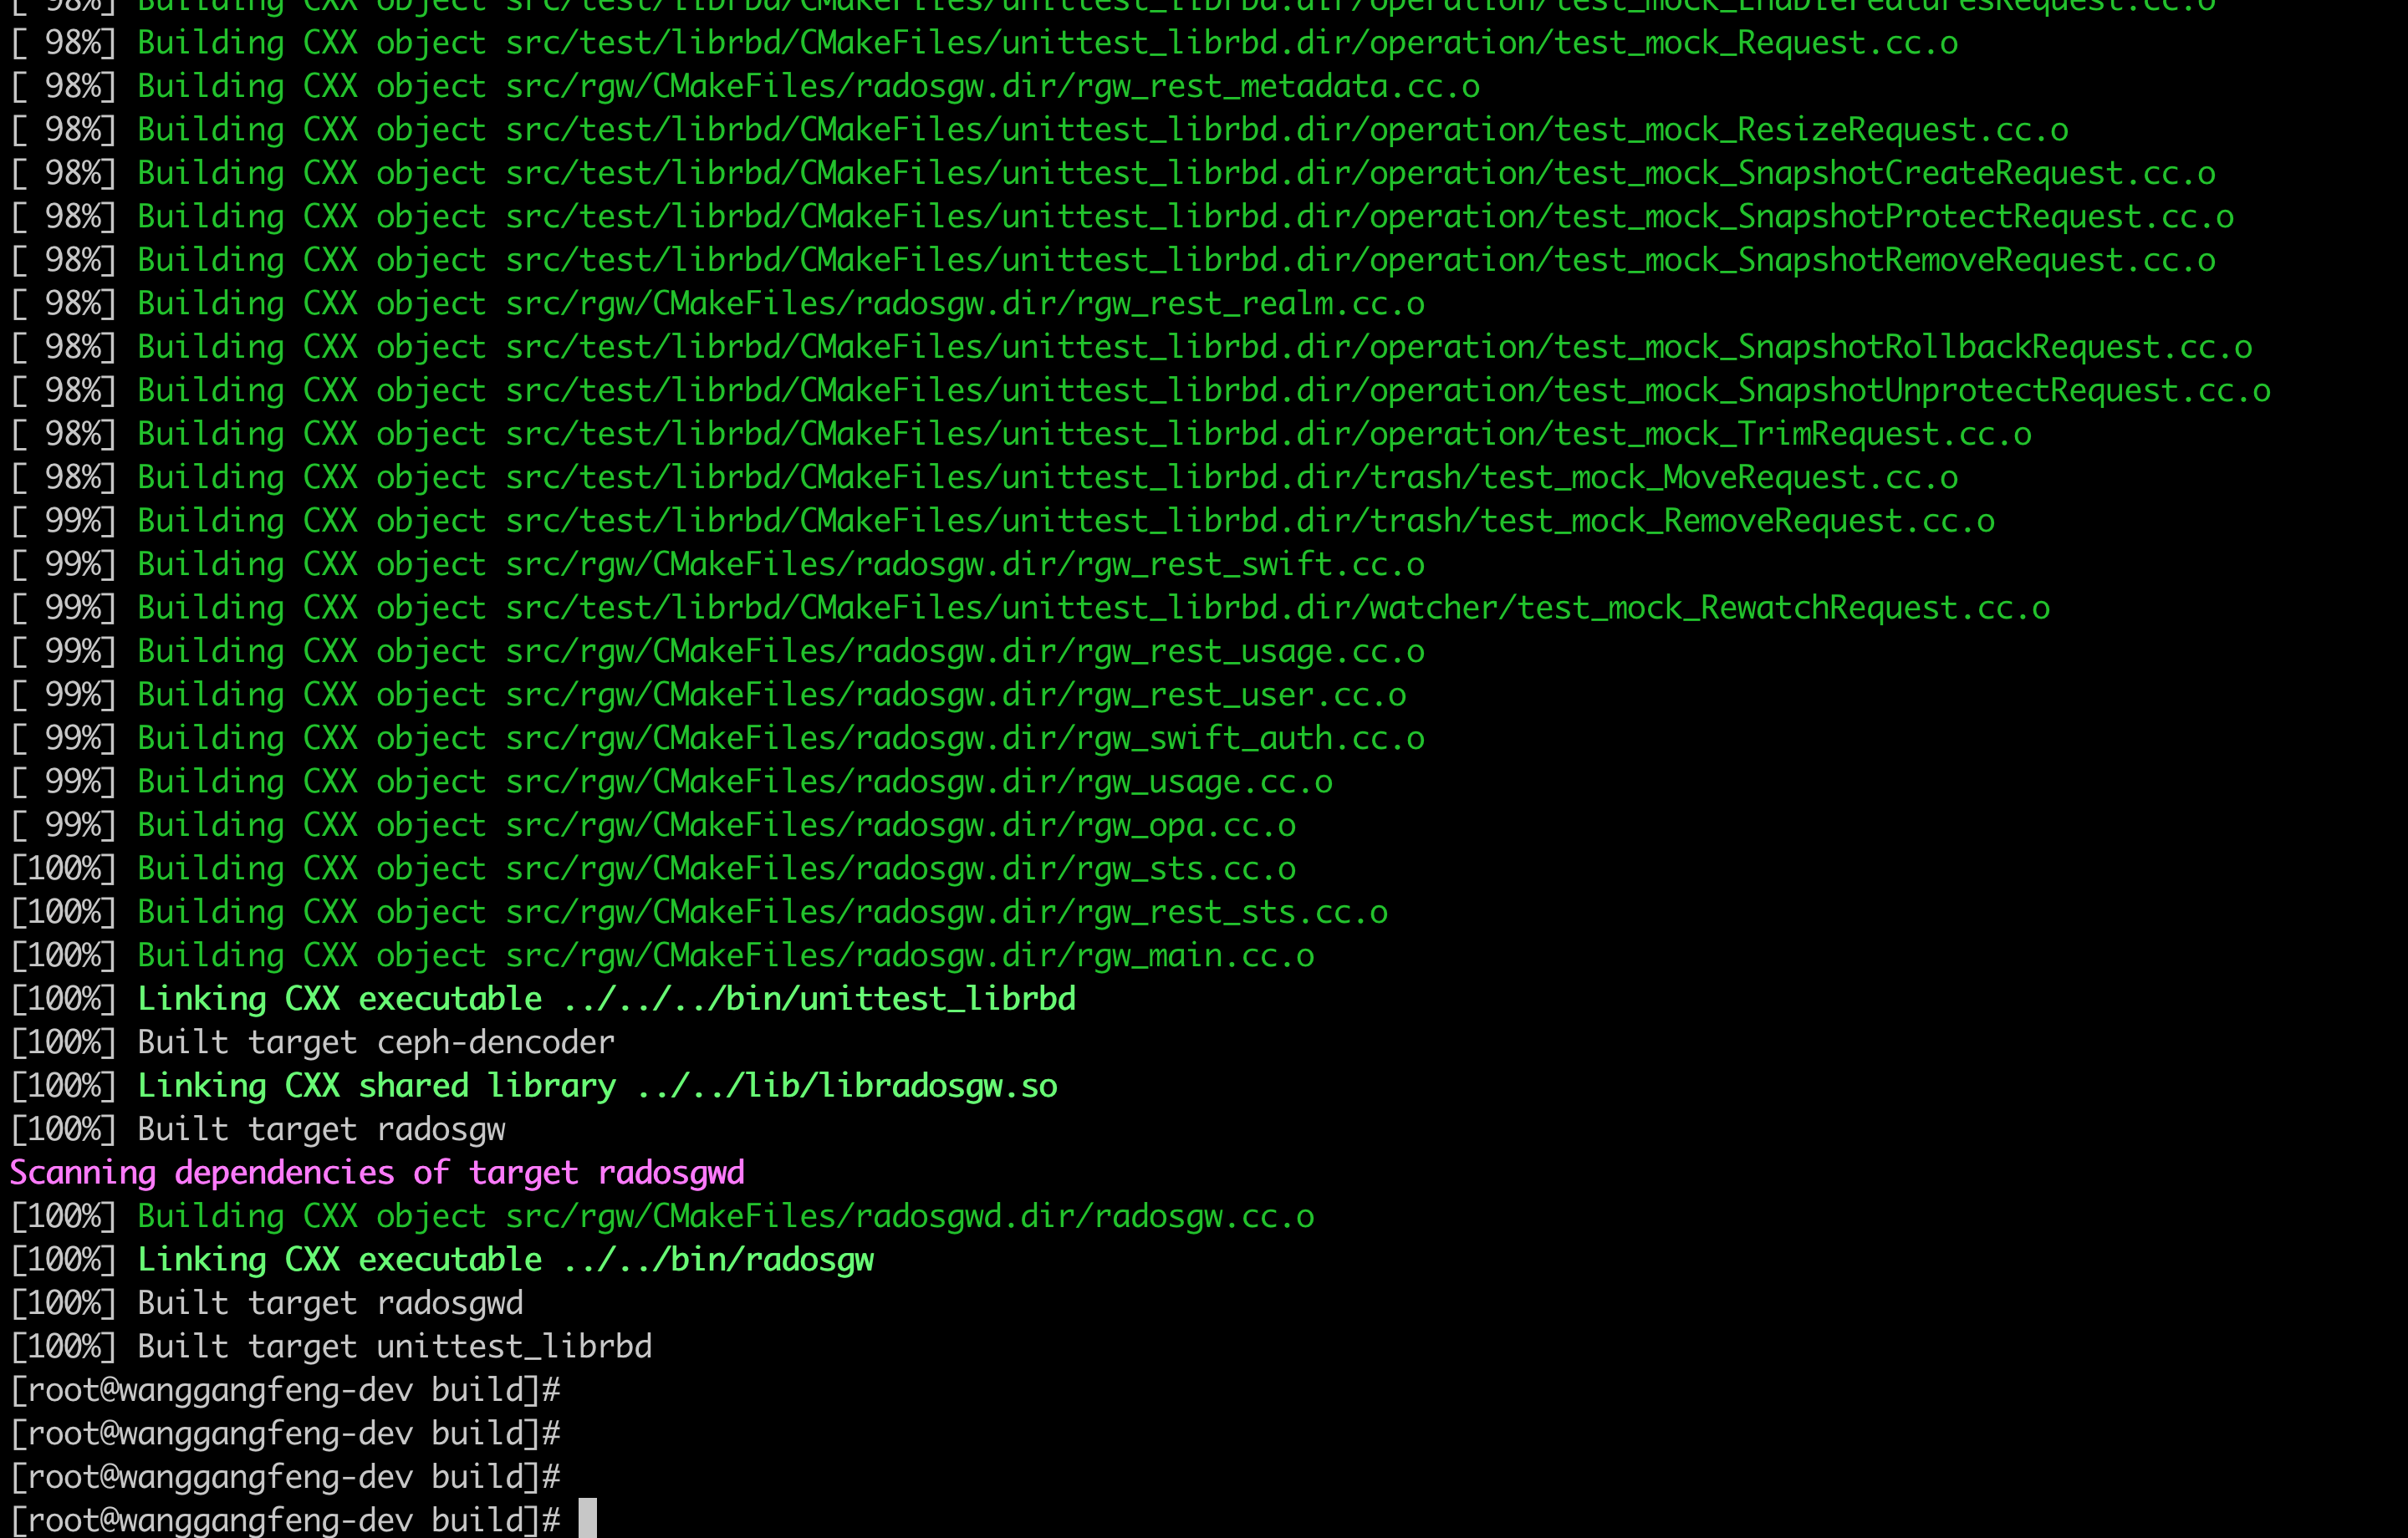 [ 98%] Building CXX object src/test/librbd/CMakeFiles/unittest_librbd.dir/operation/test_mock_EnableFeaturesRequest.cc.o
[ 98%] Building CXX object src/test/librbd/CMakeFiles/unittest_librbd.dir/operation/test_mock_Request.cc.o
[ 98%] Building CXX object src/rgw/CMakeFiles/radosgw.dir/rgw_rest_metadata.cc.o
[ 98%] Building CXX object src/test/librbd/CMakeFiles/unittest_librbd.dir/operation/test_mock_ResizeRequest.cc.o
[ 98%] Building CXX object src/test/librbd/CMakeFiles/unittest_librbd.dir/operation/test_mock_SnapshotCreateRequest.cc.o
[ 98%] Building CXX object src/test/librbd/CMakeFiles/unittest_librbd.dir/operation/test_mock_SnapshotProtectRequest.cc.o
[ 98%] Building CXX object src/test/librbd/CMakeFiles/unittest_librbd.dir/operation/test_mock_SnapshotRemoveRequest.cc.o
[ 98%] Building CXX object src/rgw/CMakeFiles/radosgw.dir/rgw_rest_realm.cc.o
[ 98%] Building CXX object src/test/librbd/CMakeFiles/unittest_librbd.dir/operation/test_mock_SnapshotRollbackRequest.cc.o
[ 98%] Building CXX object src/test/librbd/CMakeFiles/unittest_librbd.dir/operation/test_mock_SnapshotUnprotectRequest.cc.o
[ 98%] Building CXX object src/test/librbd/CMakeFiles/unittest_librbd.dir/operation/test_mock_TrimRequest.cc.o
[ 98%] Building CXX object src/test/librbd/CMakeFiles/unittest_librbd.dir/trash/test_mock_MoveRequest.cc.o
[ 99%] Building CXX object src/test/librbd/CMakeFiles/unittest_librbd.dir/trash/test_mock_RemoveRequest.cc.o
[ 99%] Building CXX object src/rgw/CMakeFiles/radosgw.dir/rgw_rest_swift.cc.o
[ 99%] Building CXX object src/test/librbd/CMakeFiles/unittest_librbd.dir/watcher/test_mock_RewatchRequest.cc.o
[ 99%] Building CXX object src/rgw/CMakeFiles/radosgw.dir/rgw_rest_usage.cc.o
[ 99%] Building CXX object src/rgw/CMakeFiles/radosgw.dir/rgw_rest_user.cc.o
[ 99%] Building CXX object src/rgw/CMakeFiles/radosgw.dir/rgw_swift_auth.cc.o
[ 99%] Building CXX object src/rgw/CMakeFiles/radosgw.dir/rgw_usage.cc.o
[ 99%] Building CXX object src/rgw/CMakeFiles/radosgw.dir/rgw_opa.cc.o
[100%] Building CXX object src/rgw/CMakeFiles/radosgw.dir/rgw_sts.cc.o
[100%] Building CXX object src/rgw/CMakeFiles/radosgw.dir/rgw_rest_sts.cc.o
[100%] Building CXX object src/rgw/CMakeFiles/radosgw.dir/rgw_main.cc.o
[100%] Linking CXX executable ../../../bin/unittest_librbd
[100%] Built target ceph-dencoder
[100%] Linking CXX shared library ../../lib/libradosgw.so
[100%] Built target radosgw
Scanning dependencies of target radosgwd
[100%] Building CXX object src/rgw/CMakeFiles/radosgwd.dir/radosgw.cc.o
[100%] Linking CXX executable ../../bin/radosgw
[100%] Built target radosgwd
[100%] Built target unittest_librbd
[root@wanggangfeng-dev build]#
[root@wanggangfeng-dev build]#
[root@wanggangfeng-dev build]#
[root@wanggangfeng-dev build]#